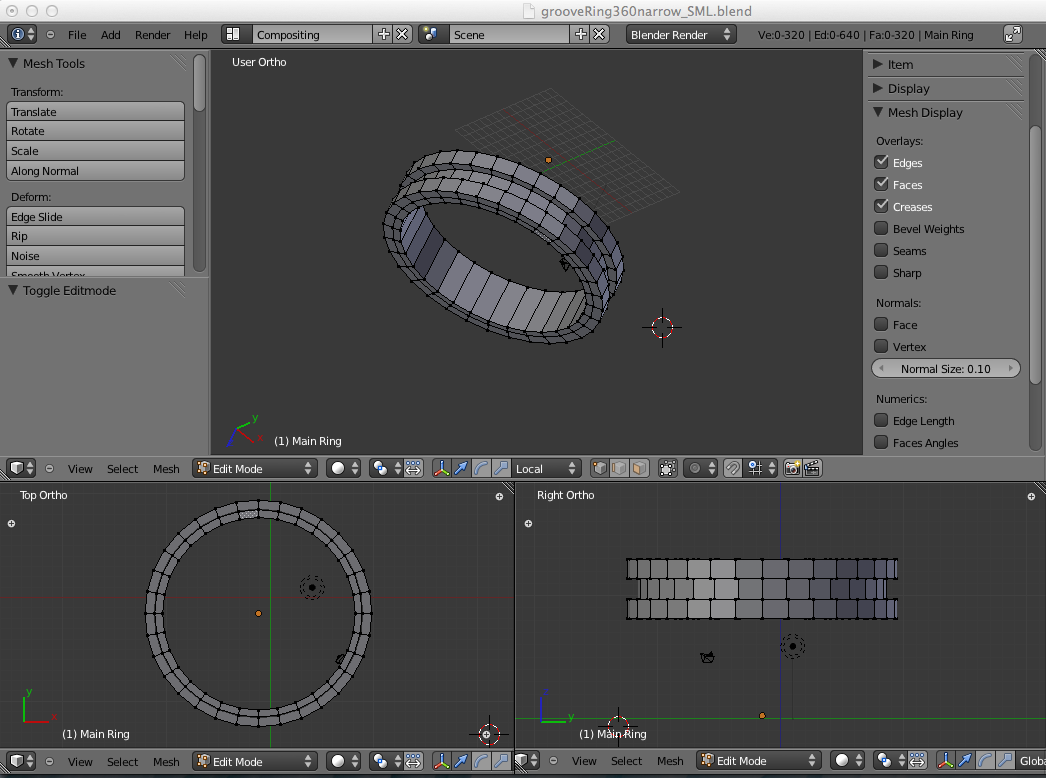 grooveRing360narrow_SML.blend
File Add Render Help Compositing Scene Blender Render Ve:0-320 | Ed:0-640 | Fa:0-320 | Main Ring
Mesh Tools
Transform:
Translate
Rotate
Scale
Along Normal
Deform:
Edge Slide
Rip
Noise
Smooth Vertex
Toggle Editmode
User Ortho
y
x
(1) Main Ring
Item
Display
Mesh Display
Overlays:
Edges
Faces
Creases
Bevel Weights
Seams
Sharp
Normals:
Face
Vertex
Normal Size: 0.10
Numerics:
Edge Length
Faces Angles
View Select Mesh Edit Mode Local
Top Ortho
y
x
(1) Main Ring
Right Ortho
z
y
(1) Main Ring
View Select Mesh Edit Mode
View Select Mesh Edit Mode Globa